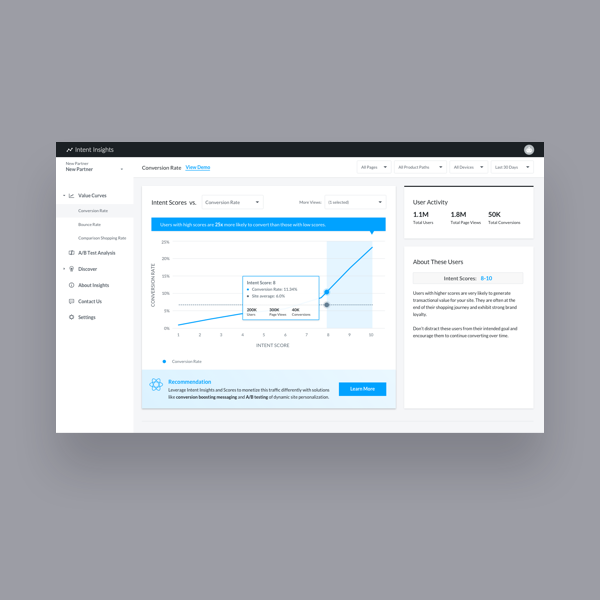 Intent Insights
New Partner
New Partner
Conversion Rate View Demo
All Pages
All Product Paths
All Devices
Last 30 Days
Value Curves
Conversion Rate
Bounce Rate
Comparison Shopping Rate
A/B Test Analysis
Discover
About Insights
Contact Us
Settings
Intent Scores vs. Conversion Rate
More Views: (1 selected)
Users with high scores are 25x more likely to convert than those with low scores.
CONVERSION RATE
25%
20%
15%
10%
5%
0%
Intent Score: 8
Conversion Rate: 11.34%
Site average: 6.0%
200K 300K 40K
Users Page Views Conversions
1 2 3 4 5 6 7 8 9 10
INTENT SCORE
Conversion Rate
Recommendation
Leverage Intent Insights and Scores to monetize this traffic differently with solutions
like conversion boosting messaging and A/B testing of dynamic site personalization.
Learn More
User Activity
1.1M 1.8M 50K
Total Users Total Page Views Total Conversions
About These Users
Intent Scores: 8-10
Users with higher scores are very likely to generate
transactional value for your site. They are often at the
end of their shopping journey and exhibit strong brand
loyalty.
Don't distract these users from their intended goal and
encourage them to continue converting over time.